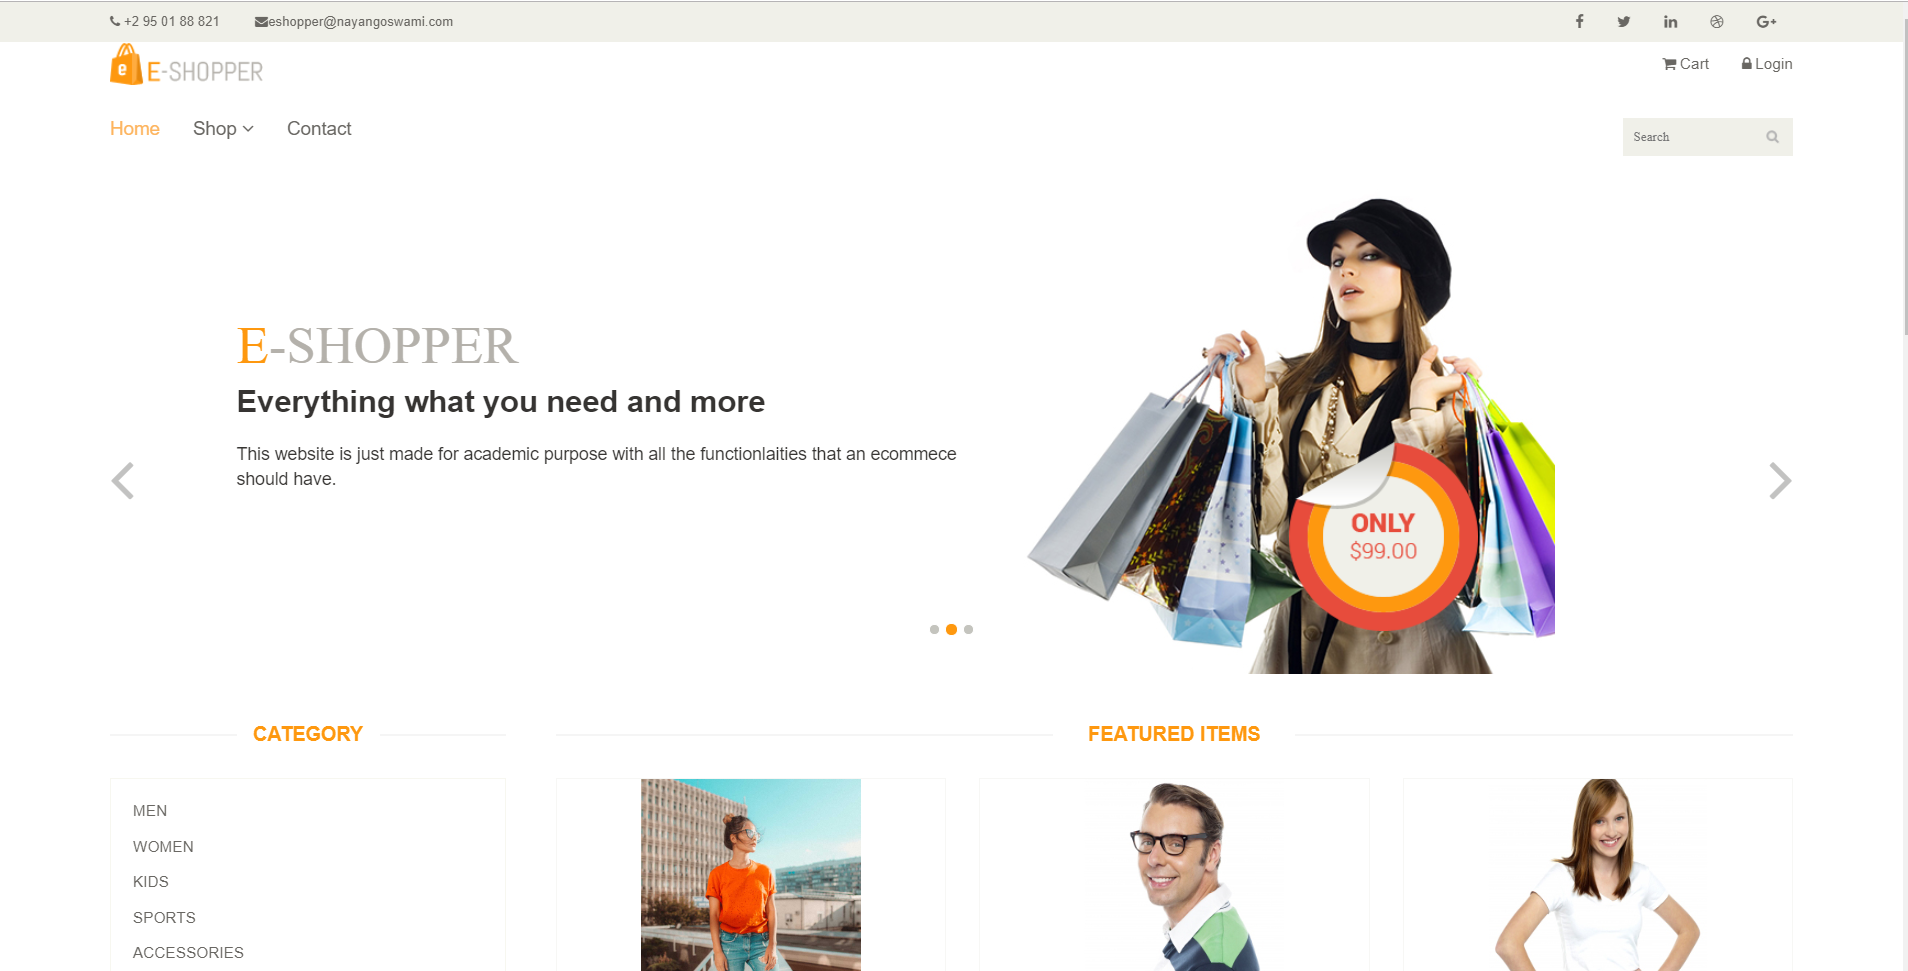 +2 95 01 88 821
eshopper@nayangoswami.com
E-SHOPPER
Cart
Login
Home
Shop
Contact
Search
E-SHOPPER
Everything what you need and more
This website is just made for academic purpose with all the functionlaities that an ecommece
should have.
ONLY
$99.00
CATEGORY
FEATURED ITEMS
MEN
WOMEN
KIDS
SPORTS
ACCESSORIES